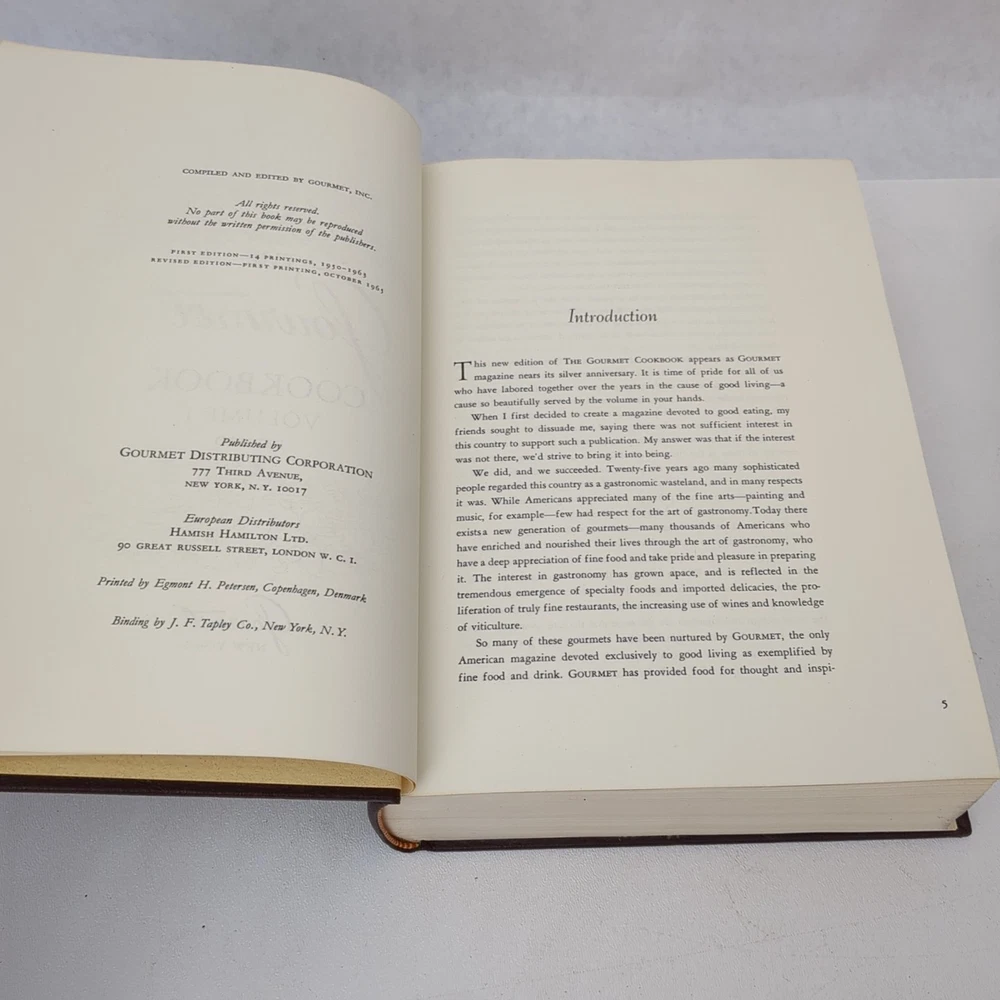 COMPILED AND EDITED BY GOURMET, INC.
All rights reserved.
No part of this book may be reproduced
without the written permission of the publishers.
FIRST EDITION—14 PRINTINGS, 1950-1963
REVISED EDITION—FIRST PRINTING, OCTOBER 1965
Published by
GOURMET DISTRIBUTING CORPORATION
777 THIRD AVENUE,
NEW YORK, N. Y. 10017
European Distributors
HAMISH HAMILTON LTD.
90 GREAT RUSSELL STREET, LONDON W. C. I.
Printed by Egmont H. Petersen, Copenhagen, Denmark
Binding by J. F. Tapley Co., New York, N. Y.
Introduction
This new edition of THE GOURMET COOKBOOK appears as GOURMET
magazine nears its silver anniversary. It is time of pride for all of us
who have labored together over the years in the cause of good living—a
cause so beautifully served by the volume in your hands.
When I first decided to create a magazine devoted to good eating, my
friends sought to dissuade me, saying there was not sufficient interest in
this country to support such a publication. My answer was that if the interest
was not there, we'd strive to bring it into being.
We did, and we succeeded. Twenty-five years ago many sophisticated
people regarded this country as a gastronomic wasteland, and in many respects
it was. While Americans appreciated many of the fine arts—painting and
music, for example—few had respect for the art of gastronomy.Today there
exists a new generation of gourmets—many thousands of Americans who
have enriched and nourished their lives through the art of gastronomy, who
have a deep appreciation of fine food and take pride and pleasure in preparing
it. The interest in gastronomy has grown apace, and is reflected in the
tremendous emergence of specialty foods and imported delicacies, the pro-
liferation of truly fine restaurants, the increasing use of wines and knowledge
of viticulture.
So many of these gourmets have been nurtured by GOURMET, the only
American magazine devoted exclusively to good living as exemplified by
fine food and drink. GOURMET has provided food for thought and inspi-
5